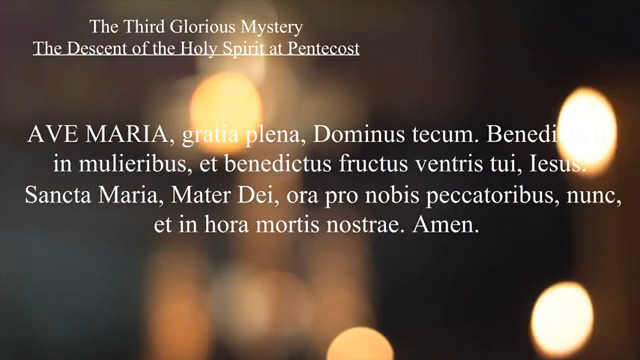 The Third Glorious Mystery
The Descent of the Holy Spirit at Pentecost
AVE MARIA, gratia plena, Dominus tecum.
in mulieribus, et benedictus fructus ventris tui, Iesus.
Sancta Maria, Mater Dei, ora pro nobis peccatoribus, nunc,
et in hora mortis nostrae. Amen.